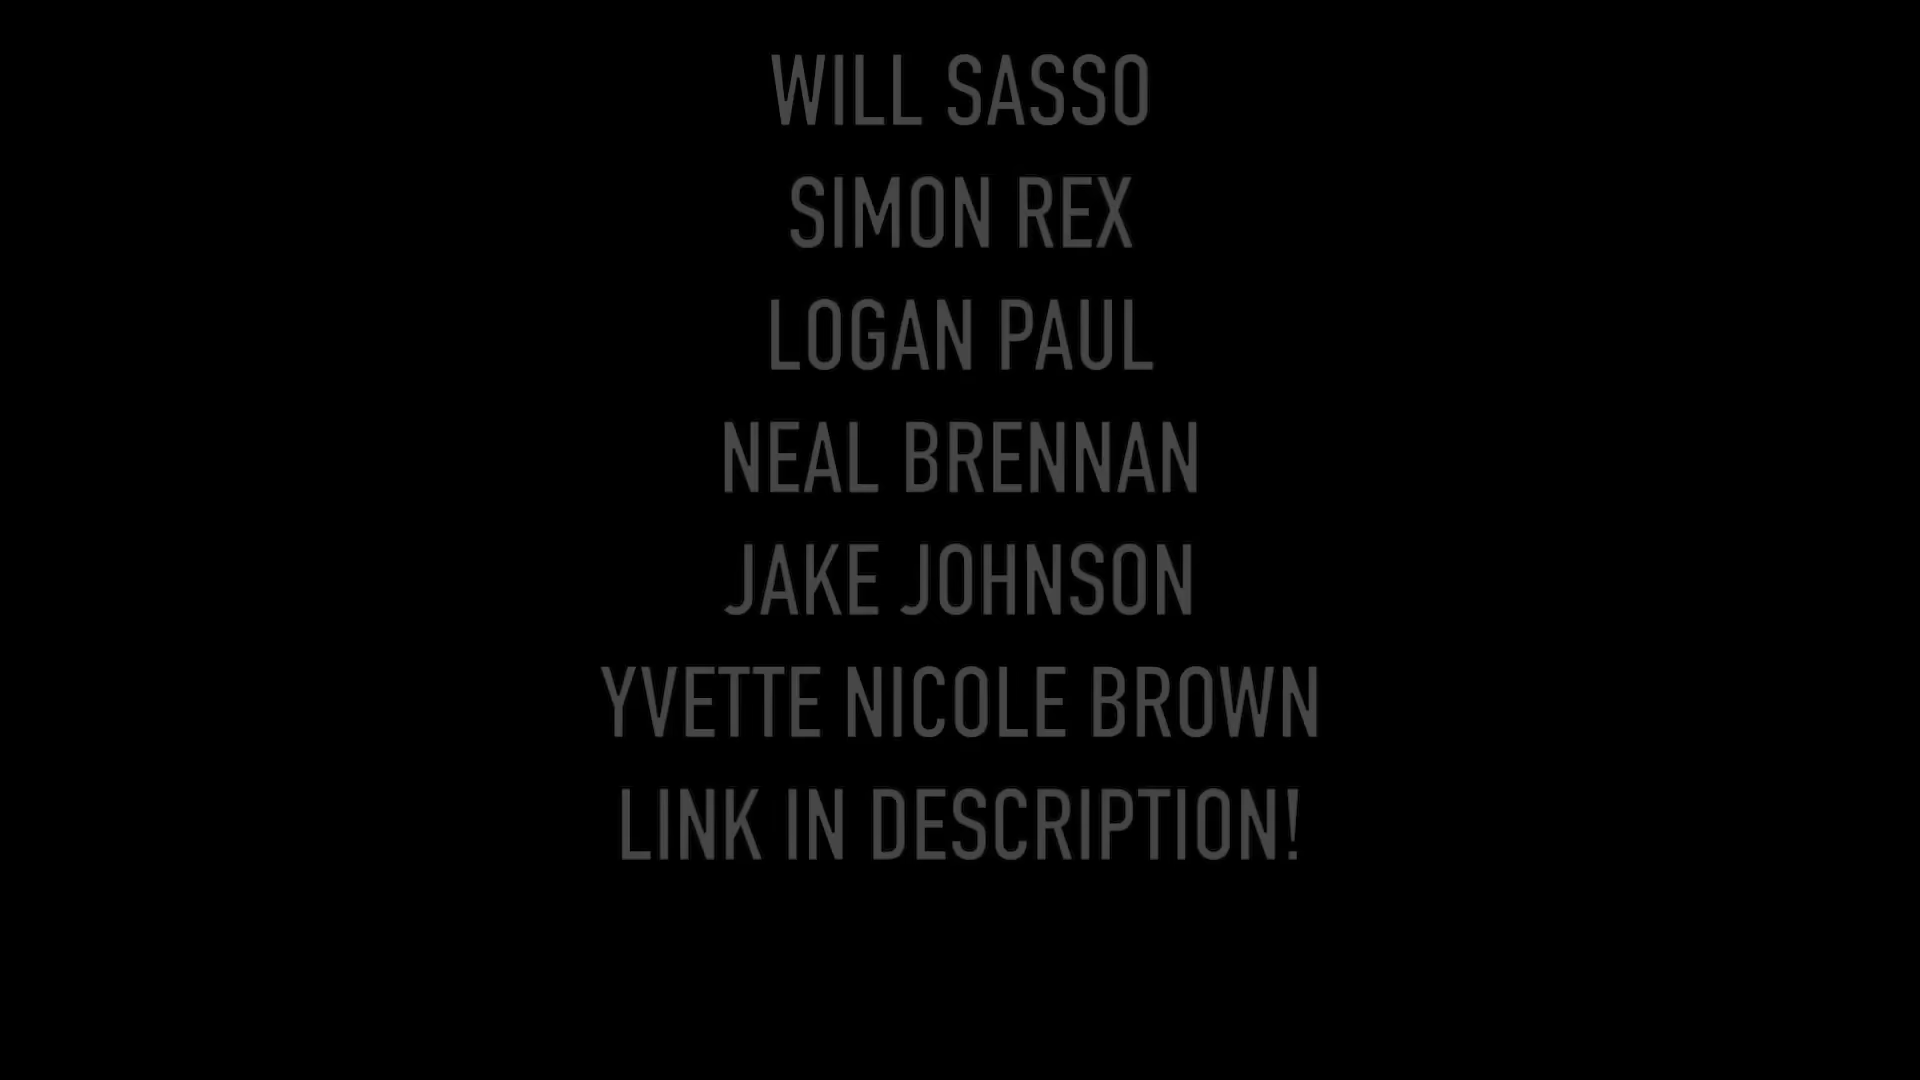 WILL SASSO
SIMON REX
LOGAN PAUL
NEAL BRENNAN
JAKE JOHNSON
YVETTE NICOLE BROWN
LINK IN DESCRIPTION!